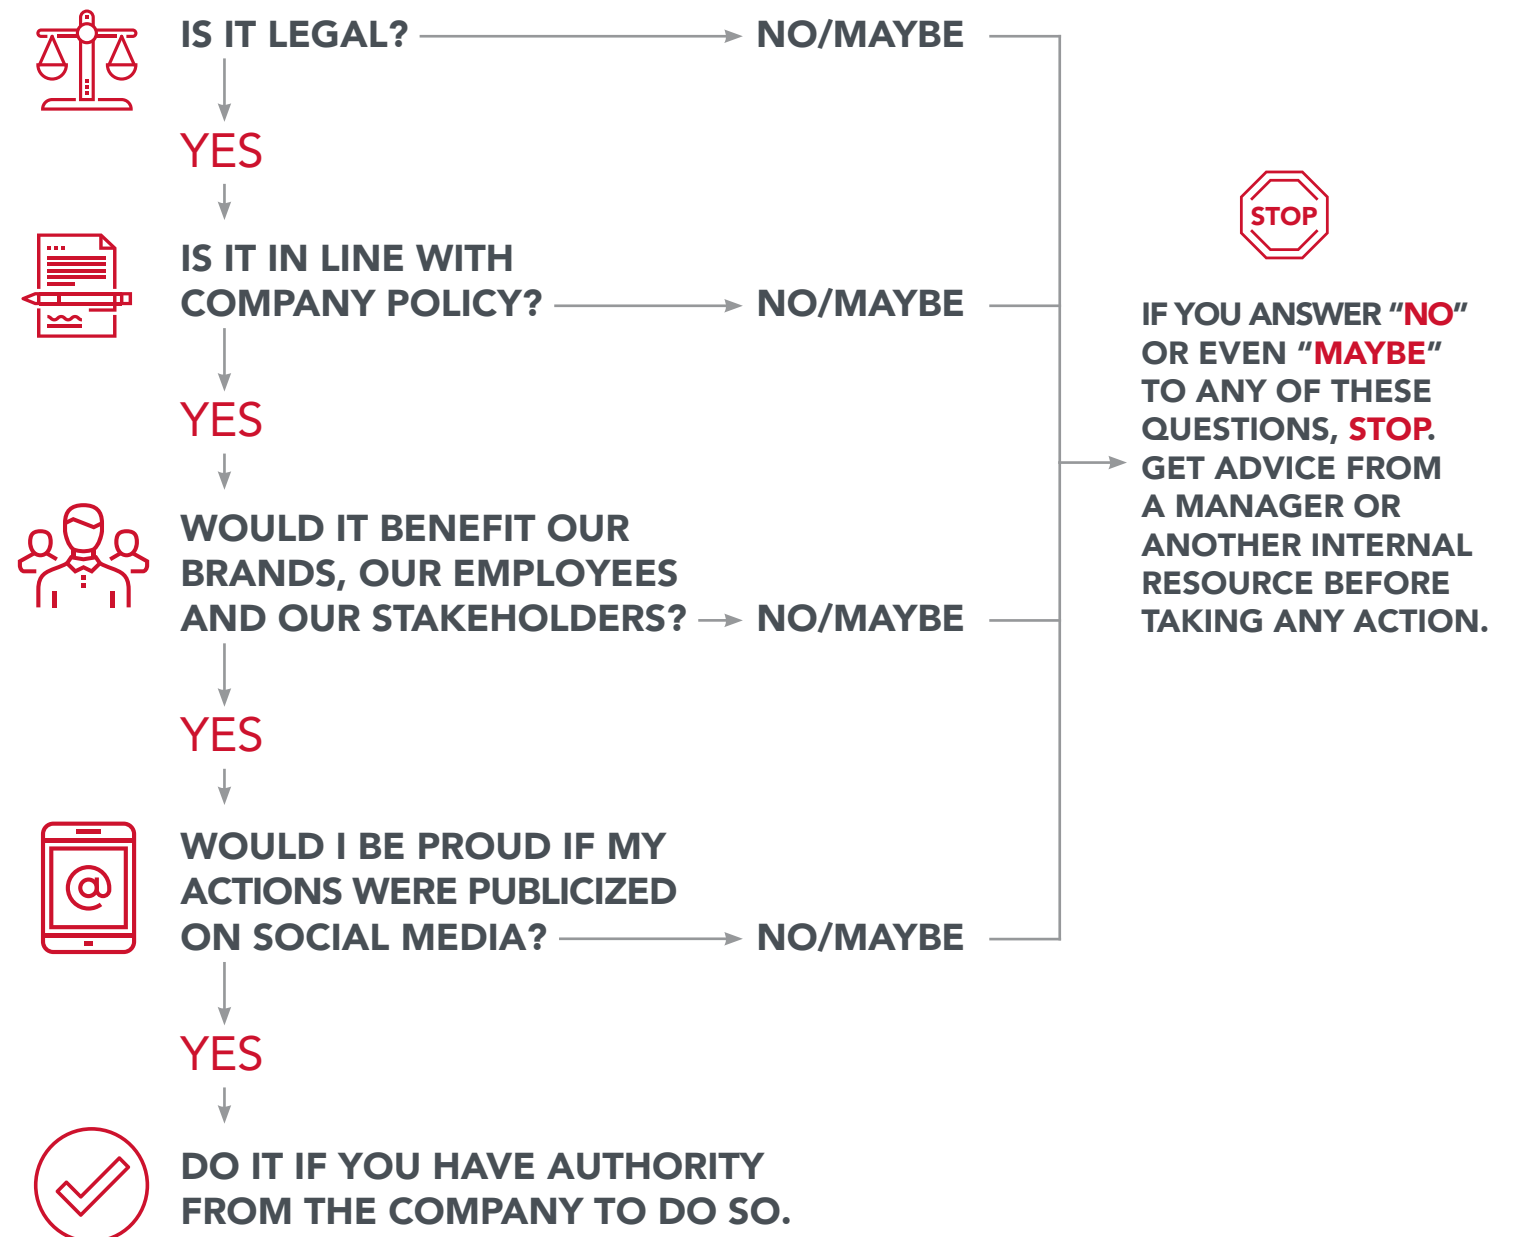 IS IT LEGAL?
NO/MAYBE
YES
IS IT IN LINE WITH
COMPANY POLICY?
NO/MAYBE
YES
WOULD IT BENEFIT OUR
BRANDS, OUR EMPLOYEES
AND OUR STAKEHOLDERS?
NO/MAYBE
YES
@
WOULD I BE PROUD IF MY
ACTIONS WERE PUBLICIZED
ON SOCIAL MEDIA?
NO/MAYBE
YES
DO IT IF YOU HAVE AUTHORITY
FROM THE COMPANY TO DO SO.
STOP
IF YOU ANSWER “NO”
OR EVEN “MAYBE”
TO ANY OF THESE
QUESTIONS, STOP.
GET ADVICE FROM
A MANAGER OR
ANOTHER INTERNAL
RESOURCE BEFORE
TAKING ANY ACTION.